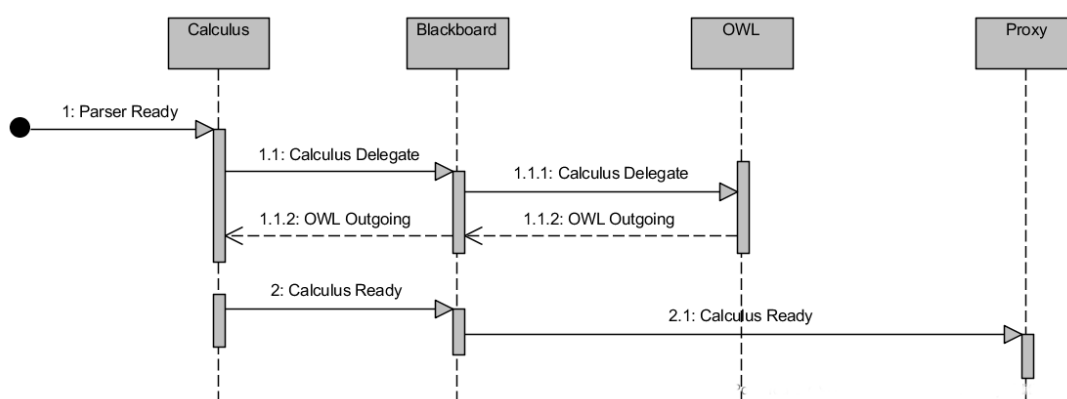 Calculus
Blackboard
OWL
Proxy
1: Parser Ready
1.1: Calculus Delegate
1.1.1: Calculus Delegate
1.1.2: OWL Outgoing
1.1.2: OWL Outgoing
2: Calculus Ready
2.1: Calculus Ready